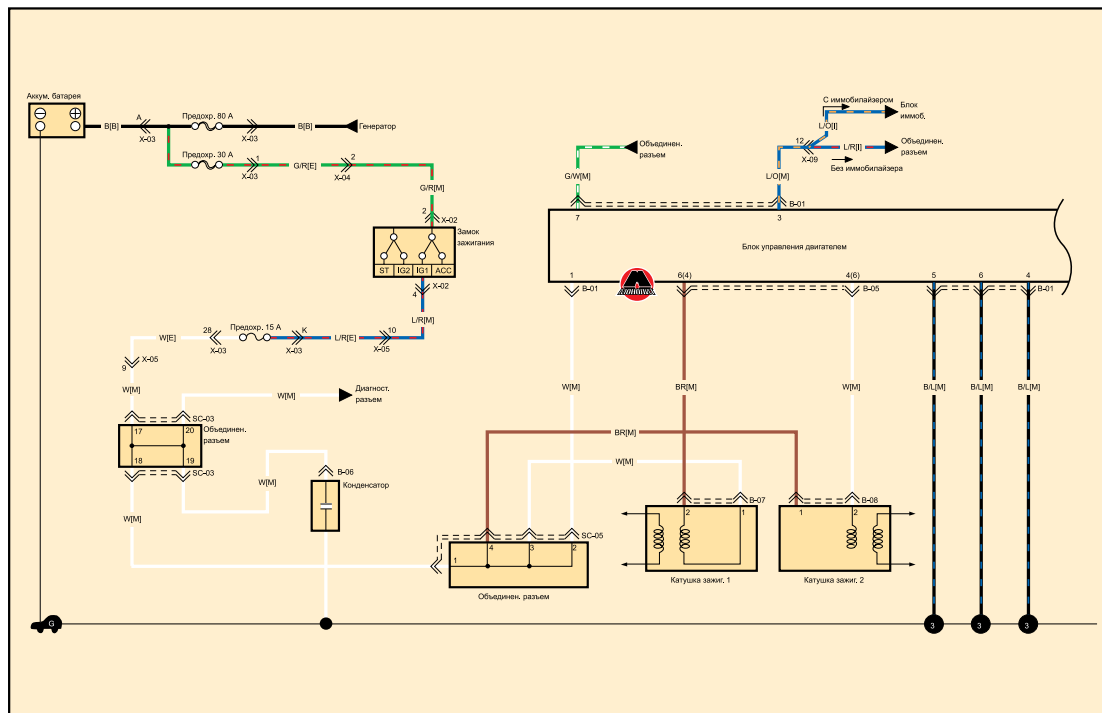 Аккум. батарея
B[B]
A
X-03
Предохр. 80 А
X-03
B[B]
Генератор
Предохр. 30 А
1
X-03
G/R[E]
2
X-04
G/R[M]
2
X-02
Замок
зажигания
ST
IG2
IG1
ACC
4
X-02
L/R[M]
10
X-05
L/R[E]
K
X-03
Предохр. 15 А
28
X-03
W[E]
X-05
9
W[M]
W[M]
Диагност.
разъем
SC-03
Объединен.
разъем
17
20
18
19
SC-03
W[M]
W[M]
B-06
Конденсатор
С иммобилайзером
Блок
иммоб.
L/O[I]
12
X-09
L/R[I]
Объединен.
разъем
Без иммобилайзера
L/O[M]
Объединен.
разъем
G/W[M]
B-01
7
3
Блок управления двигателем
1
B-01
6(4)
4(6)
B-05
5
6
4
B-01
W[M]
BR[M]
W[M]
B/L[M]
B/L[M]
B/L[M]
BR[M]
W[M]
SC-05
1
4
3
2
Объединен. разъем
B-07
2
1
Катушка зажиг. 1
B-08
1
2
Катушка зажиг. 2
G
3
3
3